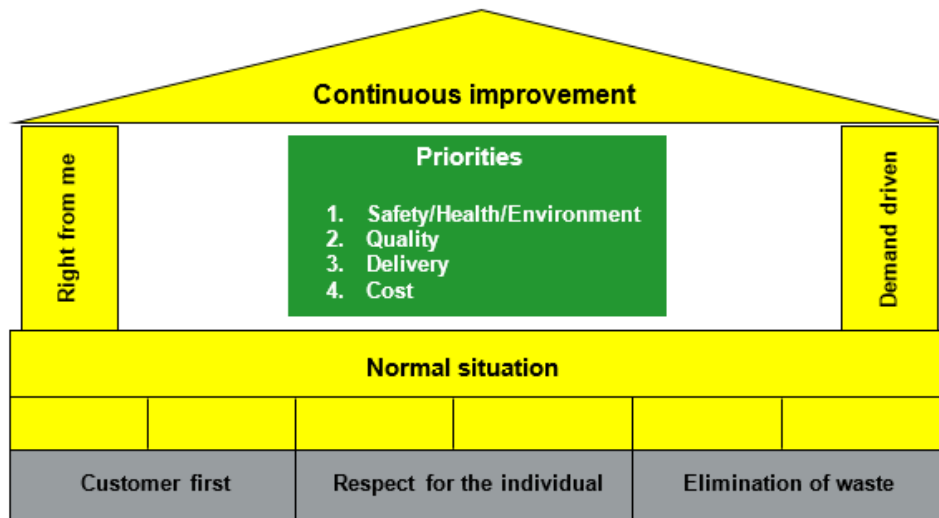 Continuous improvement
Right from me
Priorities
1. Safety/Health/Environment
2. Quality
3. Delivery
4. Cost
Demand driven
Normal situation
Customer first
Respect for the individual
Elimination of waste